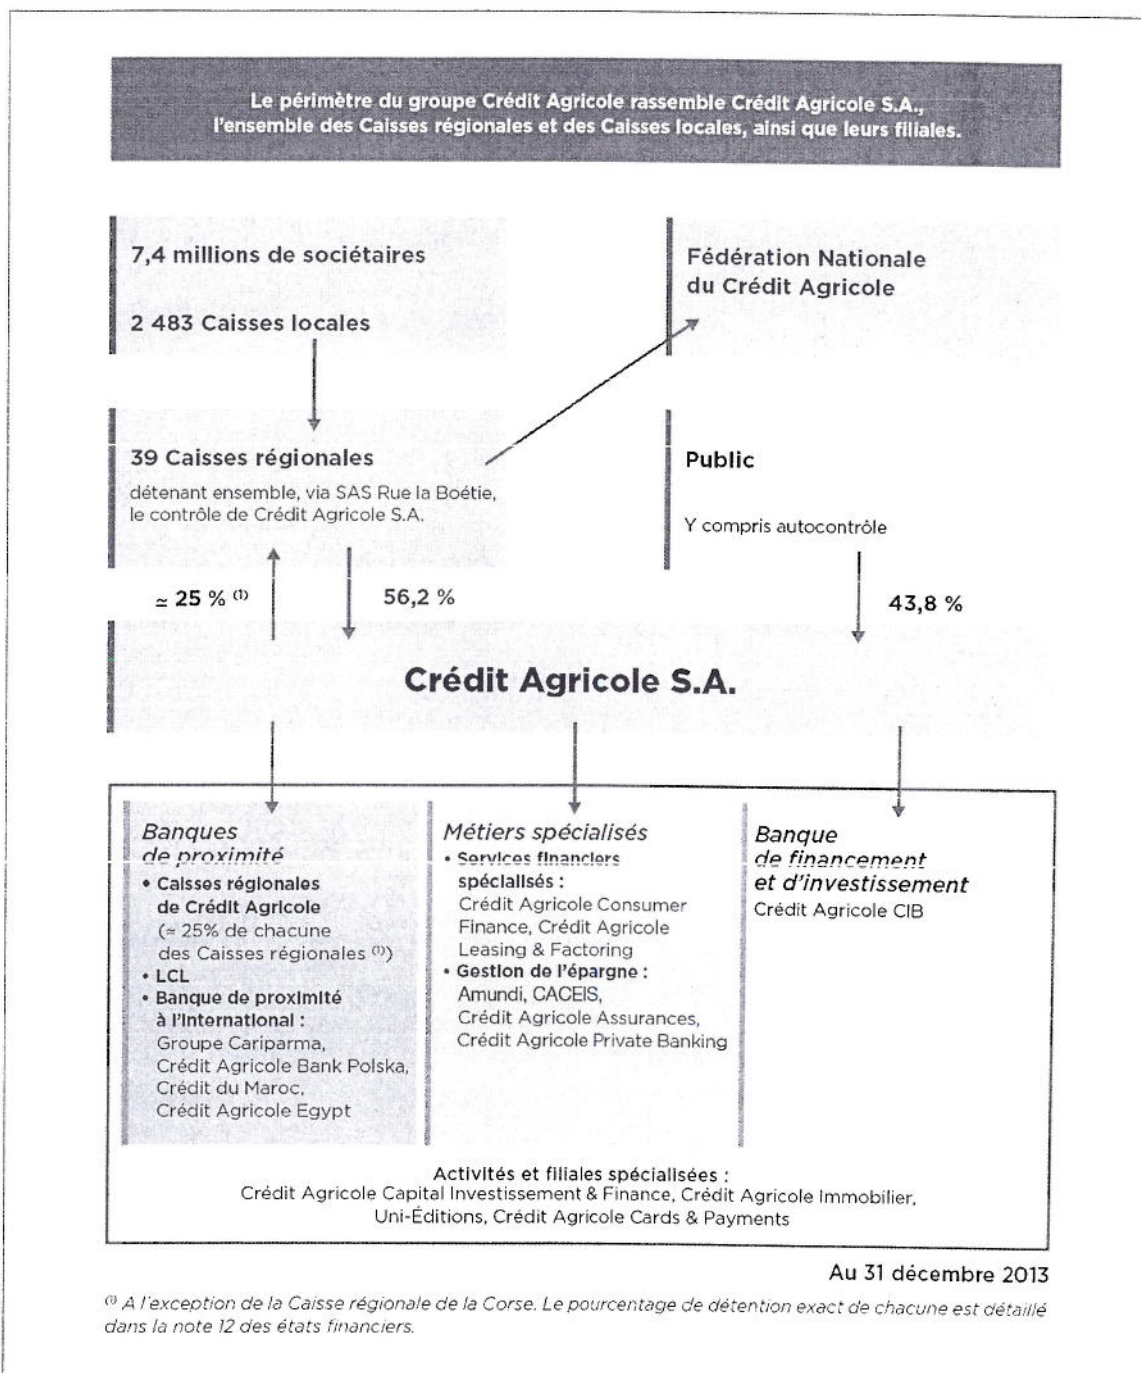 Le périmètre du groupe Crédit Agricole rassemble Crédit Agricole S.A.,
l'ensemble des Caisses régionales et des Caisses locales, ainsi que leurs filiales.
7,4 millions de sociétaires
2 483 Caisses locales
Fédération Nationale
du Crédit Agricole
39 Caisses régionales
détenant ensemble, via SAS Rue la Boétie,
le contrôle de Crédit Agricole S.A.
Public
Y compris autocontrôle
≃ 25 % (1)
56,2 %
43,8 %
Crédit Agricole S.A.
Banques
de proximité
• Caisses régionales
de Crédit Agricole
(≃ 25% de chacune
des Caisses régionales (1))
• LCL
• Banque de proximité
à l'international :
Groupe Cariparma,
Crédit Agricole Bank Polska,
Crédit du Maroc,
Crédit Agricole Egypt
Métiers spécialisés
• Services financiers
spécialisés :
Crédit Agricole Consumer
Finance, Crédit Agricole
Leasing & Factoring
• Gestion de l'épargne :
Amundi, CACEIS,
Crédit Agricole Assurances,
Crédit Agricole Private Banking
Banque
de financement
et d'investissement
Crédit Agricole CIB
Activités et filiales spécialisées :
Crédit Agricole Capital Investissement & Finance, Crédit Agricole Immobilier,
Uni-Éditions, Crédit Agricole Cards & Payments
Au 31 décembre 2013
(1) A l'exception de la Caisse régionale de la Corse. Le pourcentage de détention exact de chacune est détaillé
dans la note 12 des états financiers.